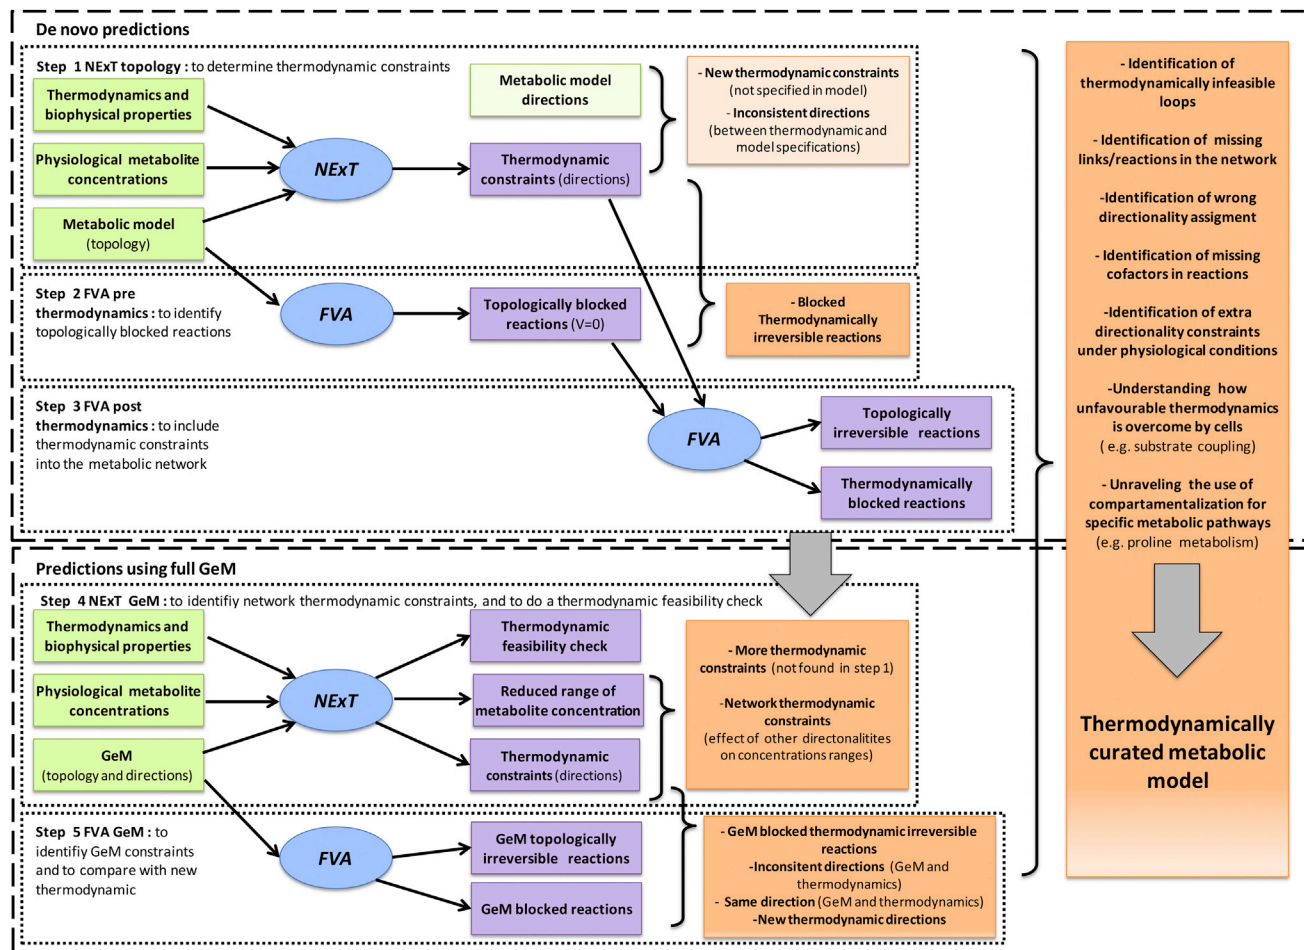 De novo predictions
Step 1 NExT topology : to determine thermodynamic constraints
Thermodynamics and
biophysical properties
Physiological metabolite
concentrations
Metabolic model
(topology)
NExT
Metabolic model
directions
Thermodynamic
constraints (directions)
- New thermodynamic constraints
(not specified in model)
- Inconsistent directions
(between thermodynamic and
model specifications)
Step 2 FVA pre
thermodynamics : to identify
topologically blocked reactions
FVA
Topologically blocked
reactions (V=0)
- Blocked
Thermodynamically
irreversible reactions
Step 3 FVA post
thermodynamics : to include
thermodynamic constraints
into the metabolic network
FVA
Topologically
irreversible reactions
Thermodynamically
blocked reactions
Predictions using full GeM
Step 4 NExT GeM : to identifiy network thermodynamic constraints, and to do a thermodynamic feasibility check
Thermodynamics and
biophysical properties
Physiological metabolite
concentrations
GeM
(topology and directions)
NExT
Thermodynamic
feasibility check
Reduced range of
metabolite concentration
Thermodynamic
constraints (directions)
- More thermodynamic
constraints (not found in step 1)
-Network thermodynamic
constraints
(effect of other directonalitites
on concentrations ranges)
Step 5 FVA GeM : to
identifiy GeM constraints
and to compare with new
thermodynamic
FVA
GeM topologically
irreversible reactions
GeM blocked reactions
- GeM blocked thermodynamic irreversible
reactions
- Inconsitent directions (GeM and
thermodynamics)
- Same direction (GeM and thermodynamics)
-New thermodynamic directions
- Identification of
thermodynamically infeasible
loops
- Identification of missing
links/reactions in the network
-Identification of wrong
directionality assigment
- Identification of missing
cofactors in reactions
-Identification of extra
directionality constraints
under physiological conditions
-Understanding how
unfavourable thermodynamics
is overcome by cells
( e.g. substrate coupling)
- Unraveling the use of
compartamentalization for
specific metabolic pathways
(e.g. proline metabolism)
Thermodynamically
curated metabolic
model